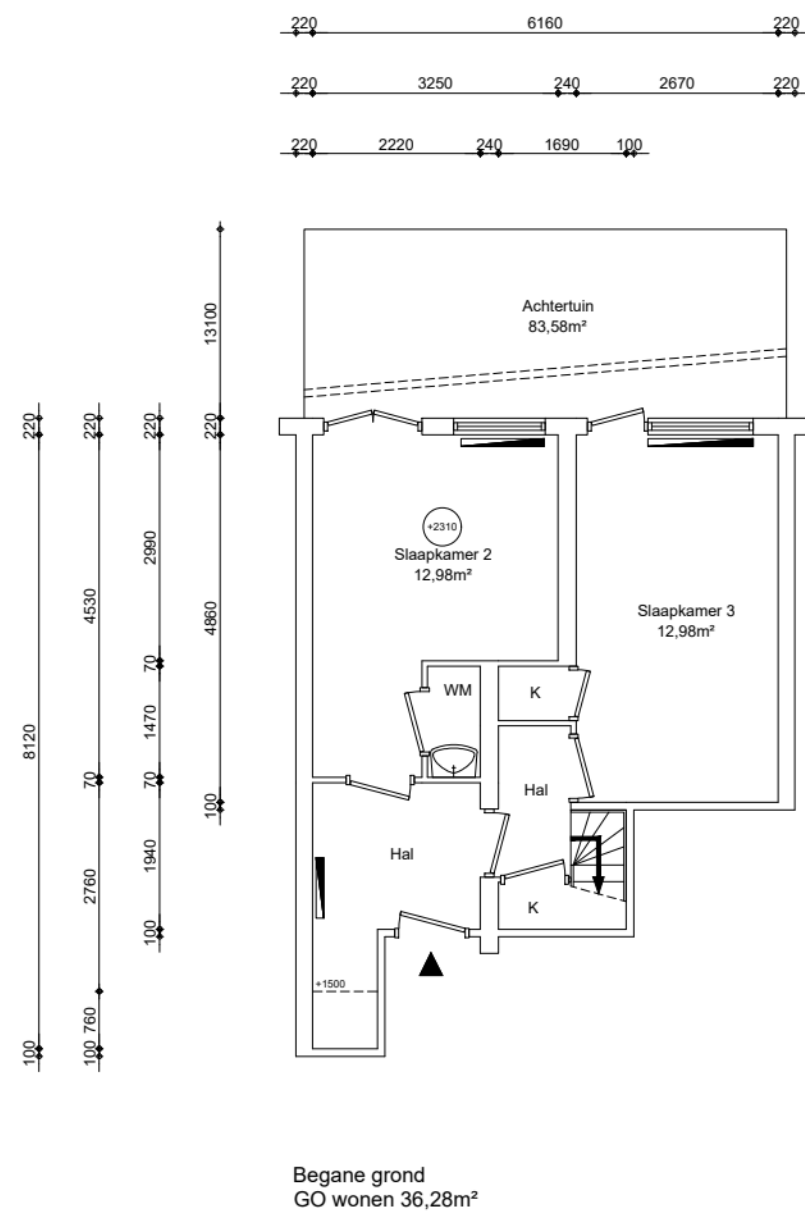 220 6160 220
220 3250 240 2670 220
220 2220 240 1690 100
13100
Achtertuin
83,58m²
220 220 220 220
2990
+2310
Slaapkamer 2
12,98m²
4530
4860
Slaapkamer 3
12,98m²
70
WM
K
1470
8120
70 70
Hal
100
1940
Hal
2760
K
100
+1500
760
100 100
Begane grond
GO wonen 36,28m²